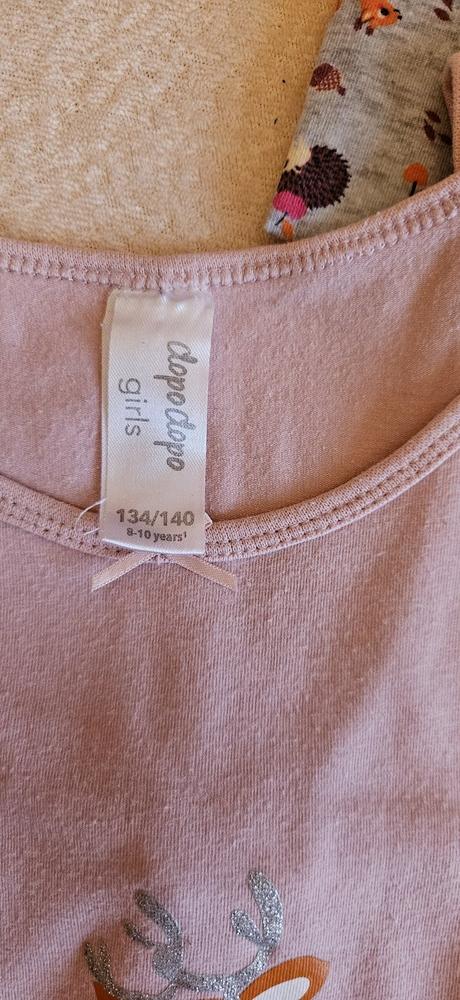 dopodopo
girls
134/140
8-10 years¹